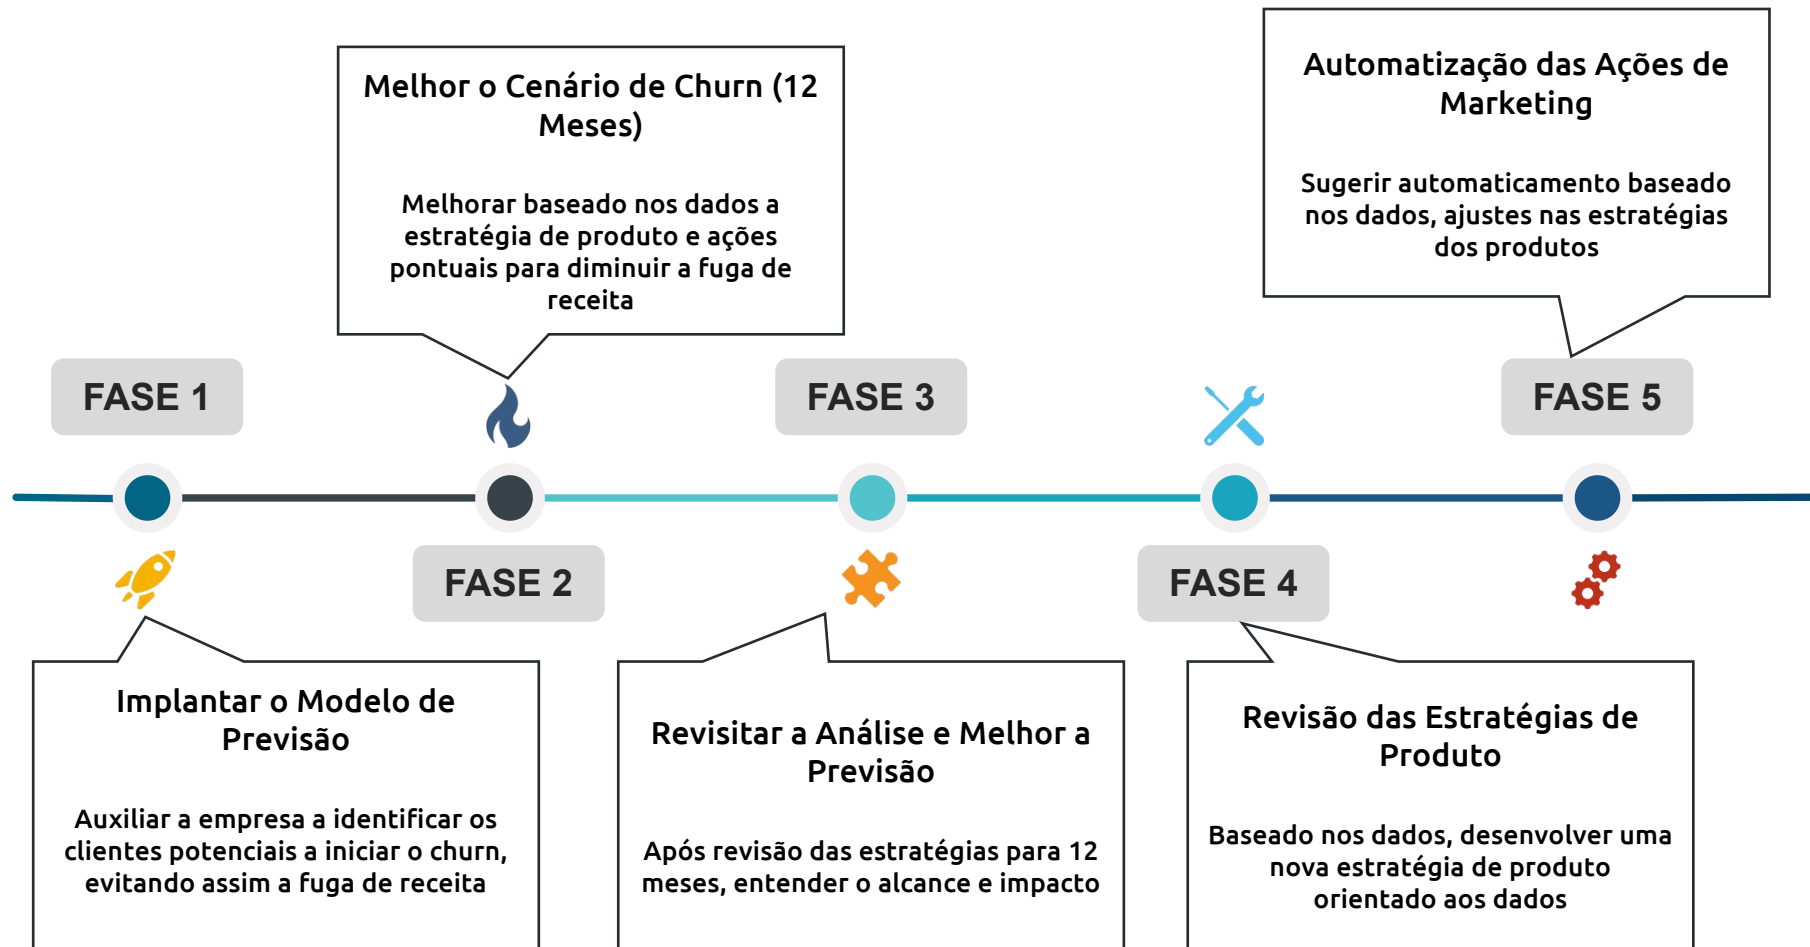 Melhor o Cenário de Churn (12
Meses)
Melhorar baseado nos dados a
estratégia de produto e ações
pontuais para diminuir a fuga de
receita
Automatização das Ações de
Marketing
Sugerir automaticamento baseado
nos dados, ajustes nas estratégias
dos produtos
FASE 1
FASE 3
FASE 5
FASE 2
FASE 4
Implantar o Modelo de
Previsão
Auxiliar a empresa a identificar os
clientes potenciais a iniciar o churn,
evitando assim a fuga de receita
Revisitar a Análise e Melhor a
Previsão
Após revisão das estratégias para 12
meses, entender o alcance e impacto
Revisão das Estratégias de
Produto
Baseado nos dados, desenvolver uma
nova estratégia de produto
orientado aos dados